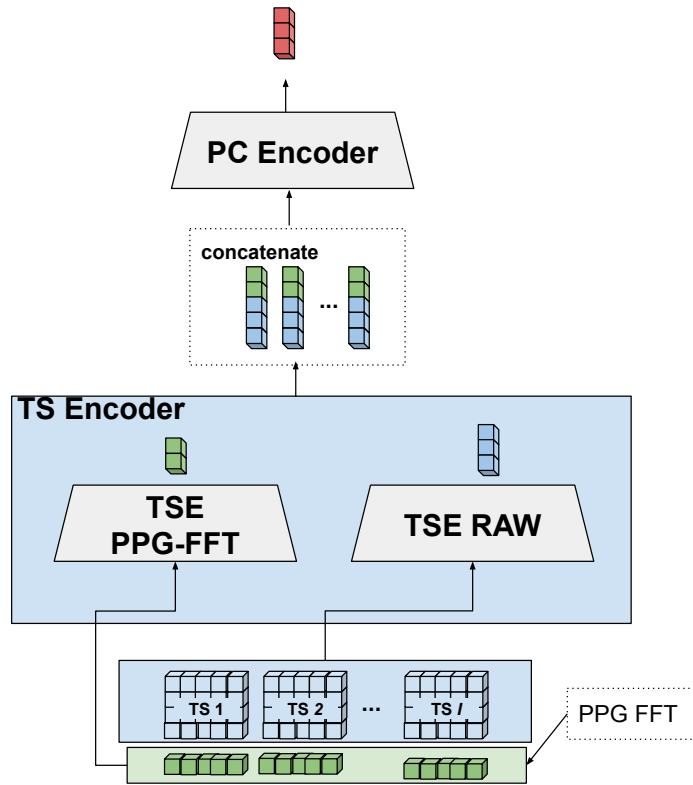 PC Encoder
concatenate
...
TS Encoder
TSE
PPG-FFT
TSE RAW
TS 1
TS 2
...
TS I
PPG FFT